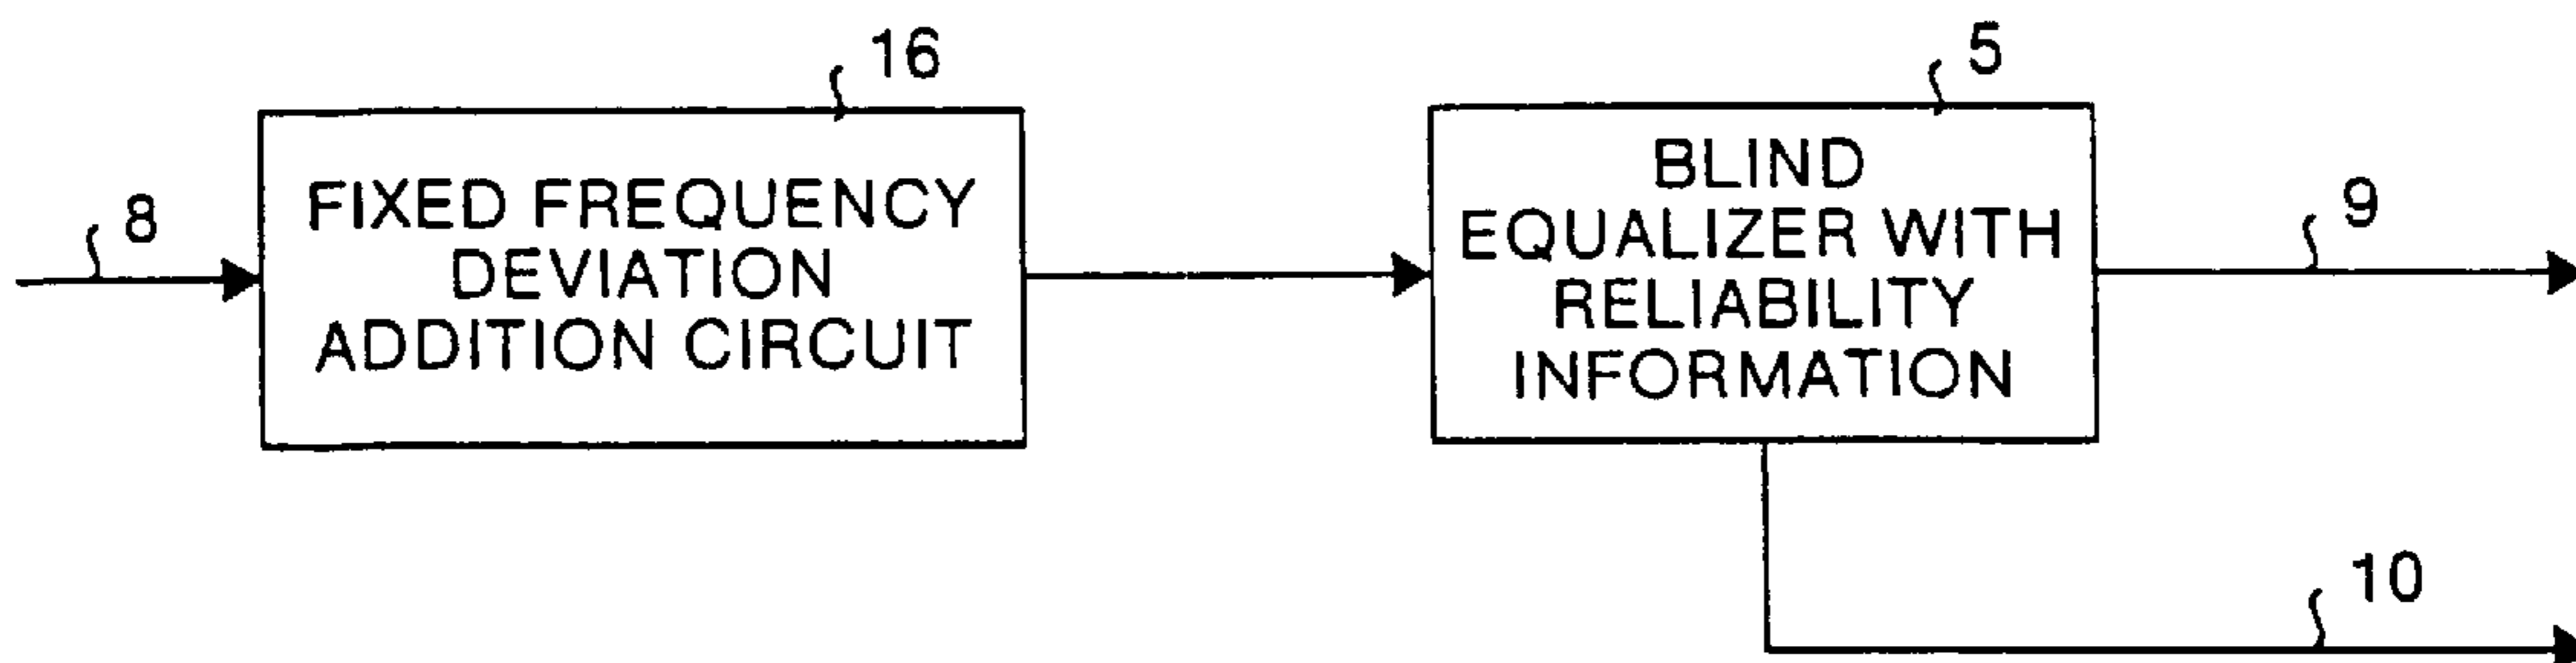 16
5
8
FIXED FREQUENCY
DEVIATION
ADDITION CIRCUIT
BLIND
EQUALIZER WITH
RELIABILITY
INFORMATION
9
10